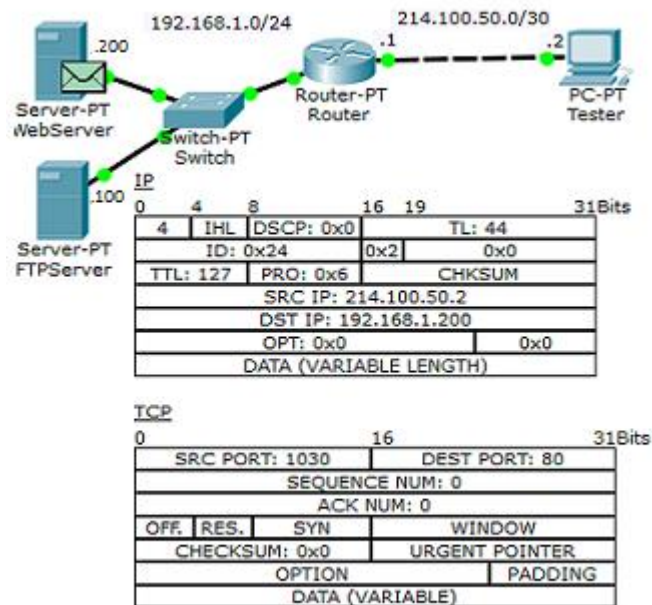 192.168.1.0/24
214.100.50.0/30
.200
.1
.2
Server-PT
WebServer
Switch-PT
Switch
Router-PT
Router
PC-PT
Tester
.100
Server-PT
FTPServer
IP
0 4 8 16 19 31Bits
4 IHL DSCP: 0x0 TL: 44
ID: 0x24 0x2 0x0
TTL: 127 PRO: 0x6 CHKSUM
SRC IP: 214.100.50.2
DST IP: 192.168.1.200
OPT: 0x0 0x0
DATA (VARIABLE LENGTH)
TCP
0 16 31Bits
SRC PORT: 1030 DEST PORT: 80
SEQUENCE NUM: 0
ACK NUM: 0
OFF. RES. SYN WINDOW
CHECKSUM: 0x0 URGENT POINTER
OPTION PADDING
DATA (VARIABLE)